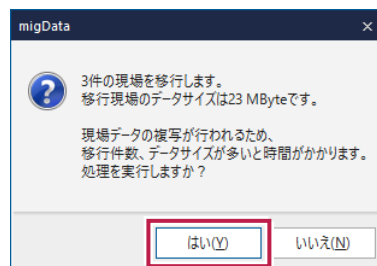 migData
3件の現場を移行します。
移行現場のデータサイズは23 MByteです。
現場データの複写が行われるため、
移行件数、データサイズが多いと時間がかかります。
処理を実行しますか？
はい(Y)
いいえ(N)